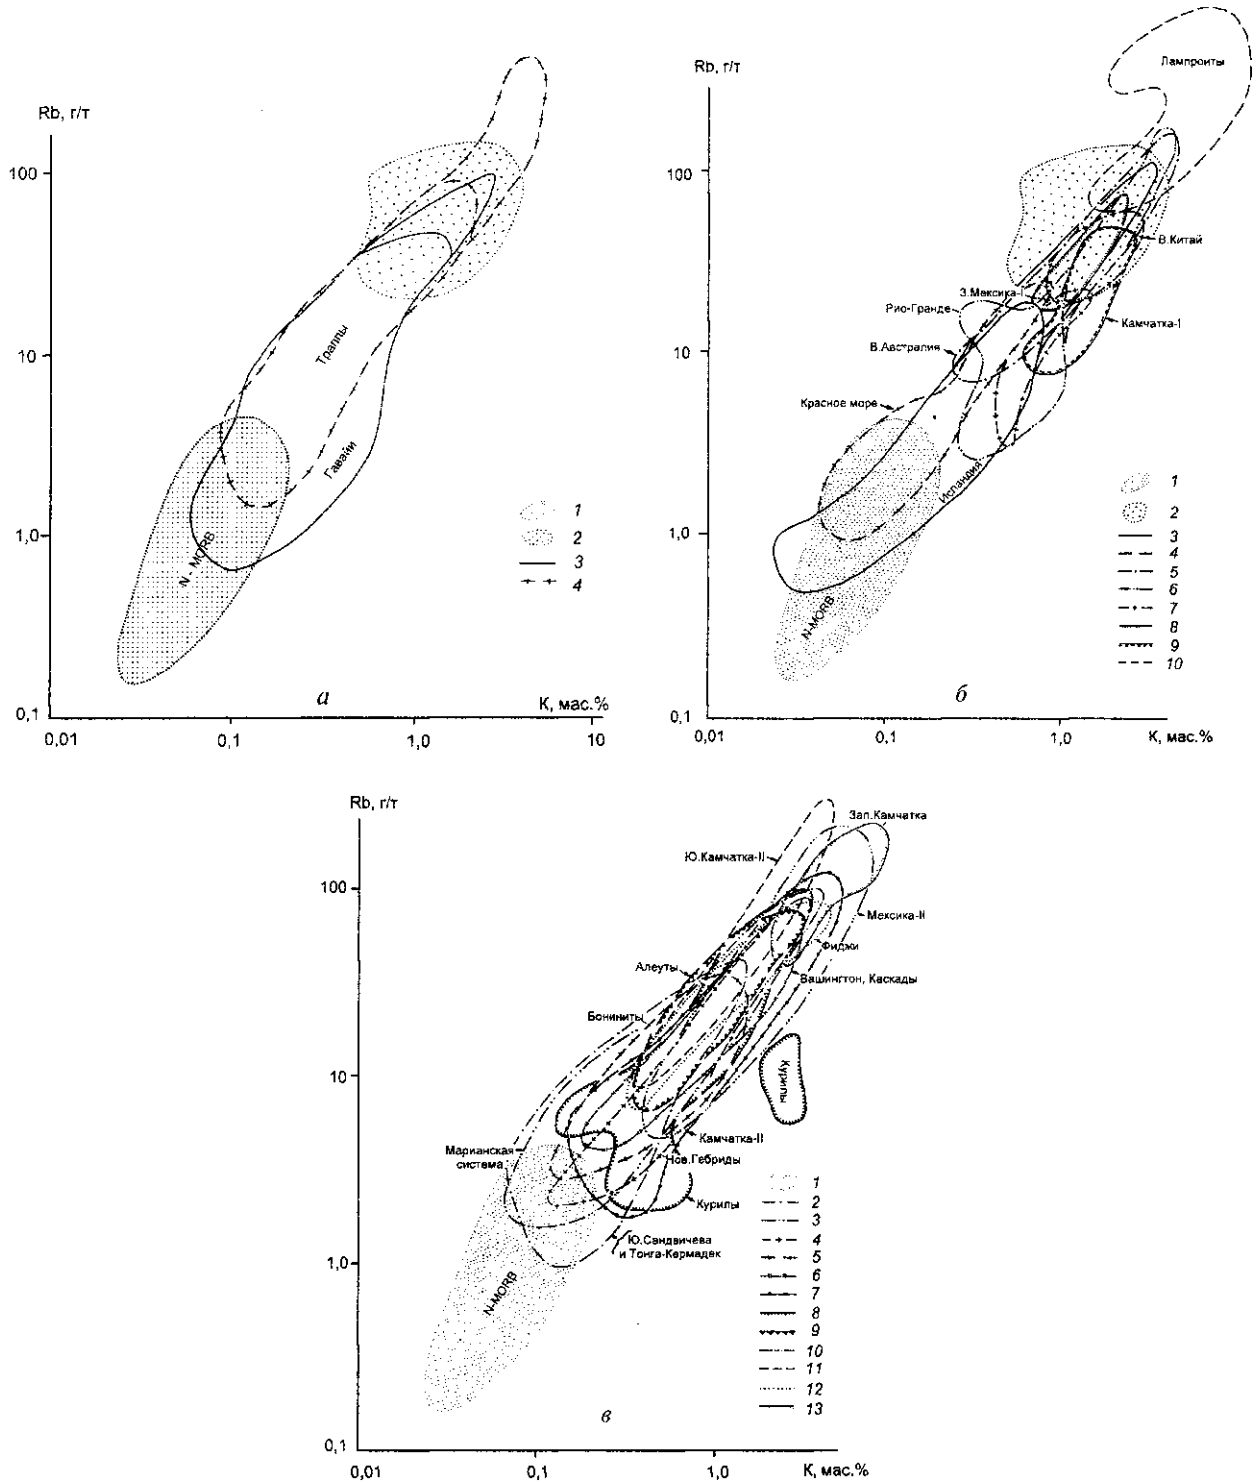 Rb, г/т
100
10
1,0
0,1
0,01
0,1
1,0
10
K, мас.%
Траппы
Гавайи
N - MORB
1
2
3
4
а
Rb, г/т
100
10
1,0
0,1
0,01
0,1
1,0
K, мас.%
Лампроиты
В.Китай
З.Мексика-I
Рио-Гранде
Камчатка-I
В.Австралия
Красное море
Исландия
N-MORB
1
2
3
4
5
6
7
8
9
10
б
Rb, г/т
100
10
1,0
0,1
0,01
0,1
1,0
K, мас.%
Зап.Камчатка
Ю.Камчатка-II
Мексика-II
Фиджи
Алеуты
Вашингтон, Каскады
Бониниты
Курилы
Камчатка-II
Марианская
система
Нов.Гебриды
Курилы
Ю.Сандвичева
и Тонга-Кермадек
N-MORB
1
2
3
4
5
6
7
8
9
10
11
12
13
в